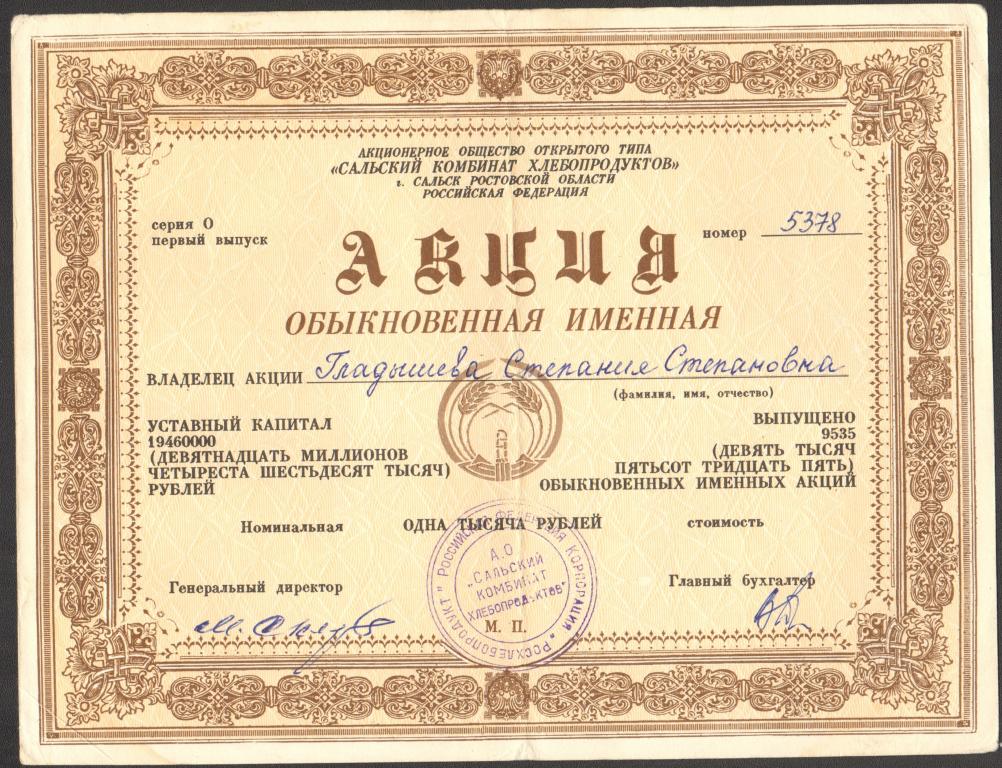 АКЦИОНЕРНОЕ ОБЩЕСТВО ОТКРЫТОГО ТИПА
«САЛЬСКИЙ КОМБИНАТ ХЛЕБОПРОДУКТОВ»
г. САЛЬСК РОСТОВСКОЙ ОБЛАСТИ
РОССИЙСКАЯ ФЕДЕРАЦИЯ
серия О
первый выпуск
номер 5378
АКЦИЯ
ОБЫКНОВЕННАЯ ИМЕННАЯ
ВЛАДЕЛЕЦ АКЦИИ Гладышева Степания Степановна
(фамилия, имя, отчество)
УСТАВНЫЙ КАПИТАЛ
19460000
(ДЕВЯТНАДЦАТЬ МИЛЛИОНОВ
ЧЕТЫРЕСТА ШЕСТЬДЕСЯТ ТЫСЯЧ)
РУБЛЕЙ
ВЫПУЩЕНО
9535
(ДЕВЯТЬ ТЫСЯЧ
ПЯТЬСОТ ТРИДЦАТЬ ПЯТЬ)
ОБЫКНОВЕННЫХ ИМЕННЫХ АКЦИЙ
Номинальная ОДНА ТЫСЯЧА РУБЛЕЙ стоимость
Генеральный директор
Главный бухгалтер
М. П.
А.О
"САЛЬСКИЙ
КОМБИНАТ
ХЛЕБОПРОДУКТОВ"
КОРПОРАЦИЯ "РОСХЛЕБОПРОДУКТ"